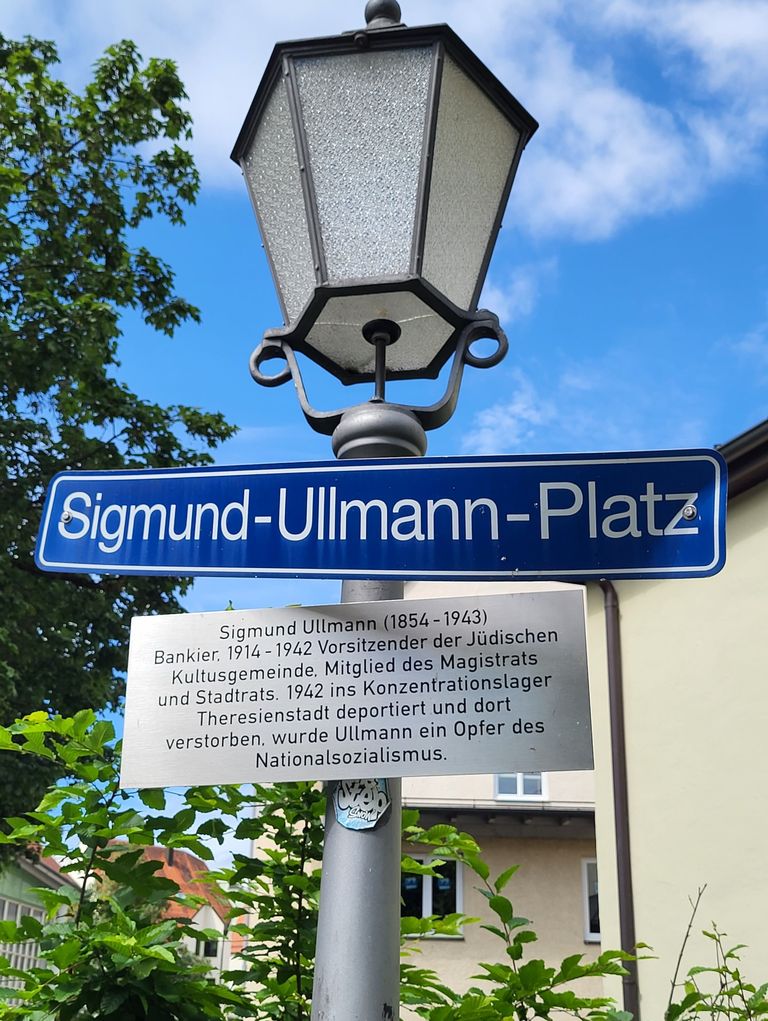 Sigmund-Ullmann-Platz
Sigmund Ullmann (1854-1943)
Bankier, 1914-1942 Vorsitzender der Jüdischen
Kultusgemeinde, Mitglied des Magistrats
und Stadtrats. 1942 ins Konzentrationslager
Theresienstadt deportiert und dort
verstorben, wurde Ullmann ein Opfer des
Nationalsozialismus.